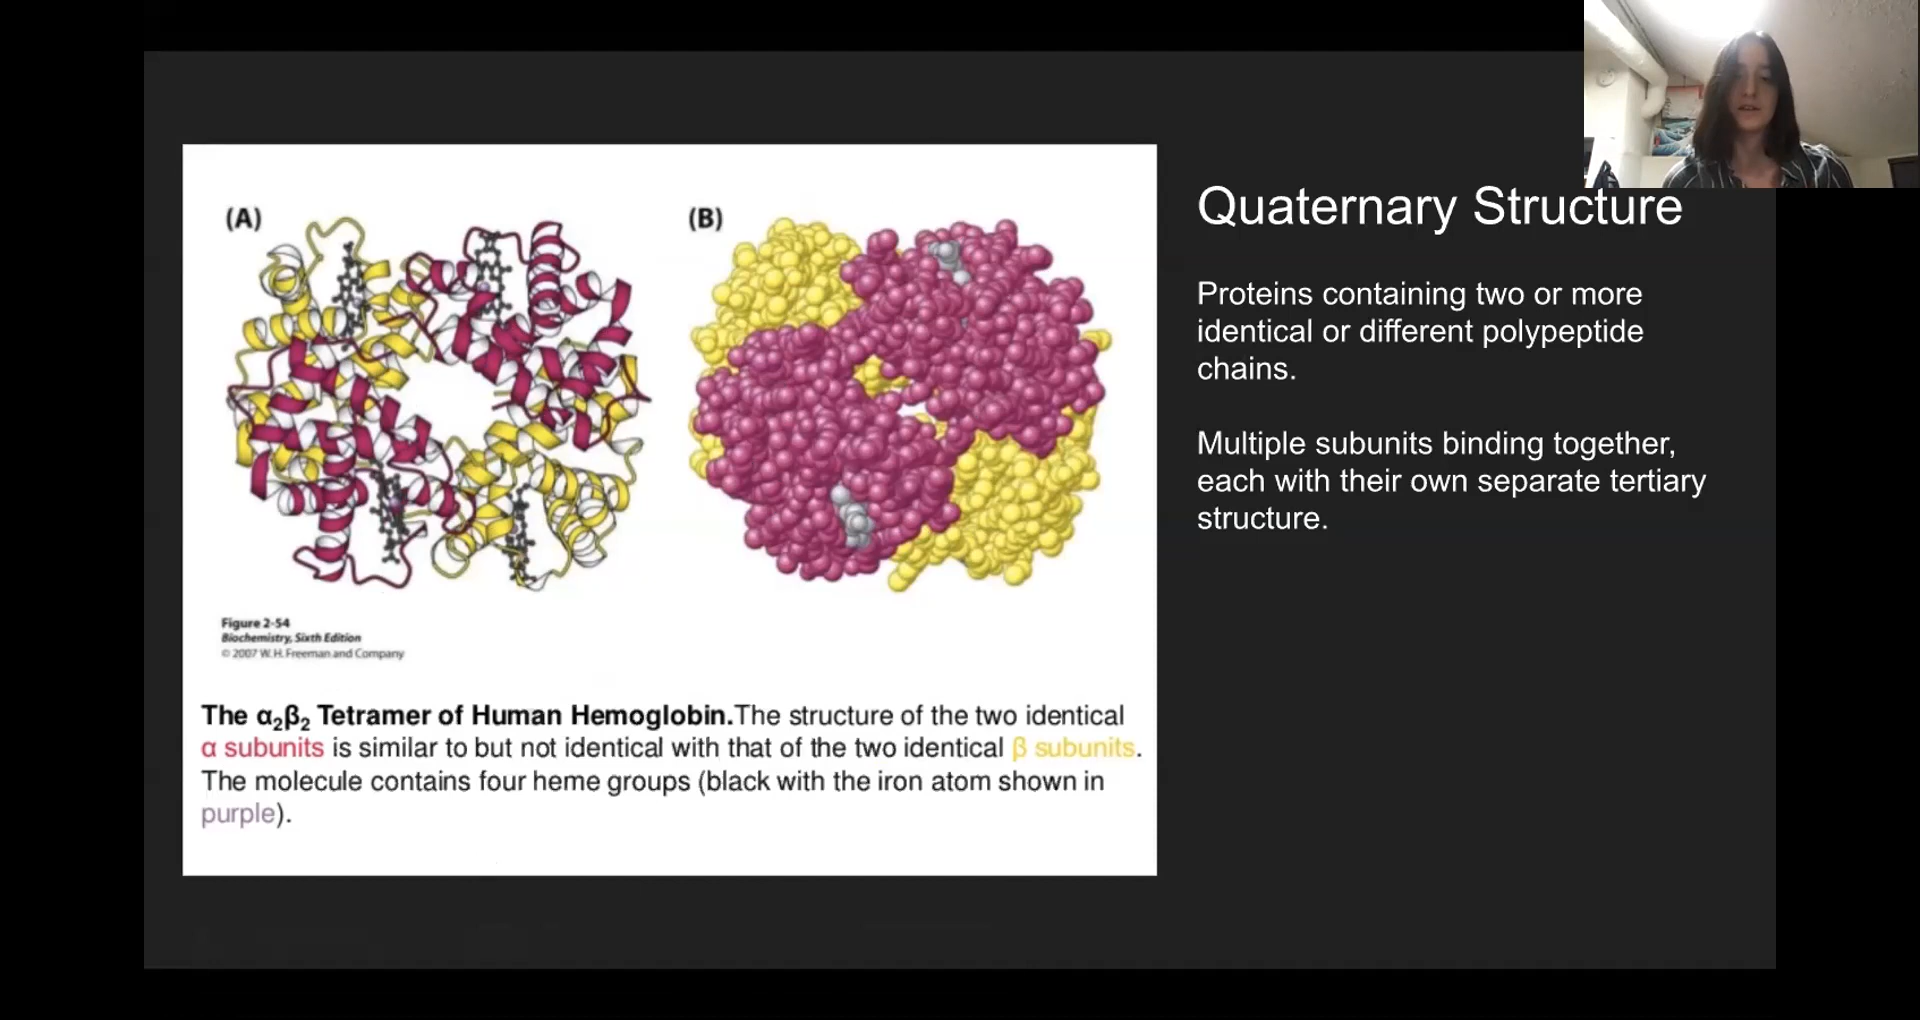 (A)
(B)
Figure 2-54
Biochemistry, Sixth Edition
© 2007 W. H. Freeman and Company
The α₂β₂ Tetramer of Human Hemoglobin.The structure of the two identical
α subunits is similar to but not identical with that of the two identical β subunits.
The molecule contains four heme groups (black with the iron atom shown in
purple).
Quaternary Structure
Proteins containing two or more
identical or different polypeptide
chains.
Multiple subunits binding together,
each with their own separate tertiary
structure.